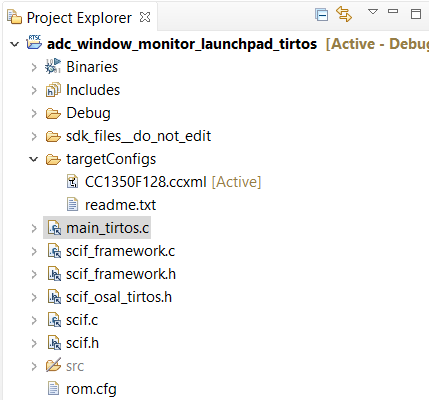 Project Explorer
RTSC adc_window_monitor_launchpad_tirtos [Active - Debug
Binaries
Includes
Debug
sdk_files__do_not_edit
targetConfigs
CC1350F128.ccxml [Active]
readme.txt
main_tirtos.c
scif_framework.c
scif_framework.h
scif_osal_tirtos.h
scif.c
scif.h
src
rom.cfg